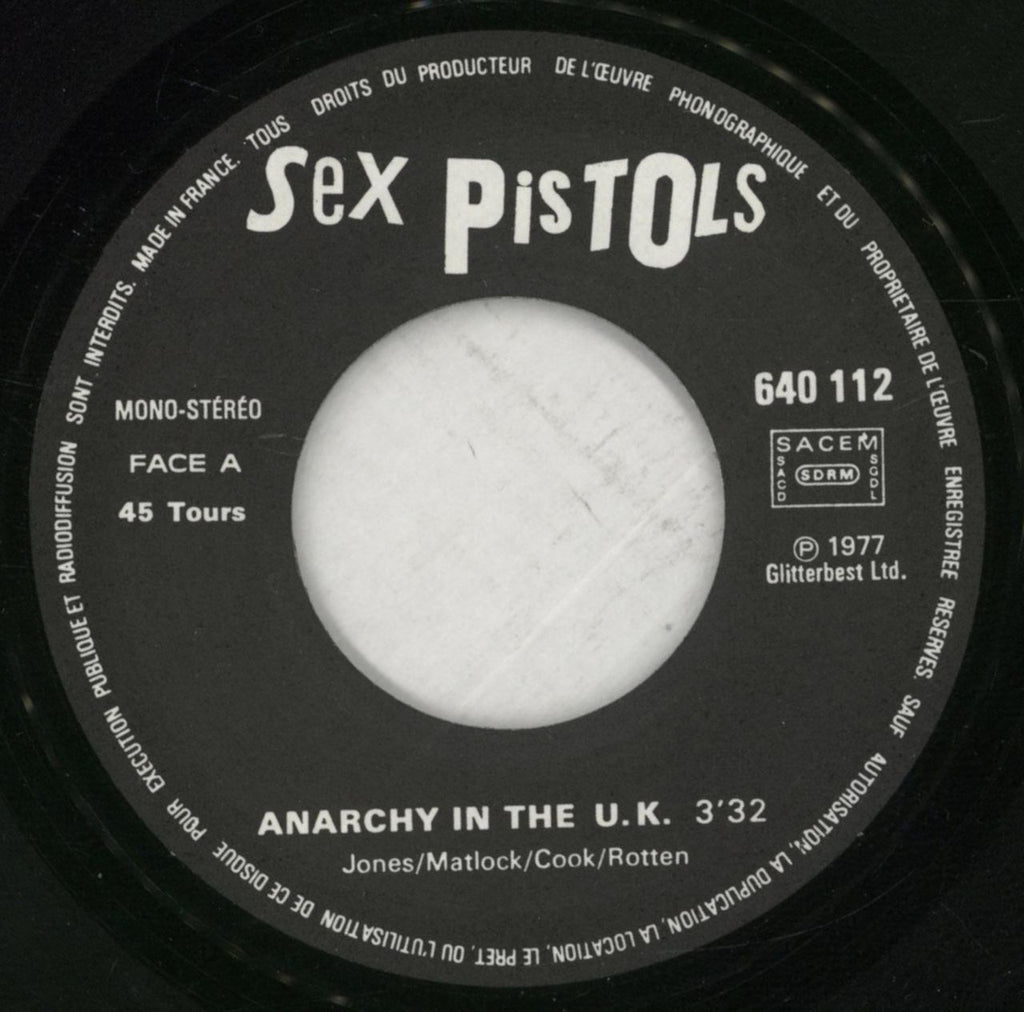 TOUS DROITS DU PRODUCTEUR DE L'ŒUVRE PHONOGRAPHIQUE ET DU PROPRIETAIRE DE L'ŒUVRE ENREGISTREE RESERVES. SAUF AUTORISATION, LA DUPLICATION, LA LOCATION, LE PRET, OU L'UTILISATION DE CE DISQUE POUR EXECUTION PUBLIQUE ET RADIODIFFUSION SONT INTERDITS. MADE IN FRANCE.
Sex PisTOLS
MONO-STÉRÉO
FACE A
45 Tours
640 112
SACEM
SACD
SDRM
SGDL
℗ 1977
Glitterbest Ltd.
ANARCHY IN THE U.K. 3'32
Jones/Matlock/Cook/Rotten